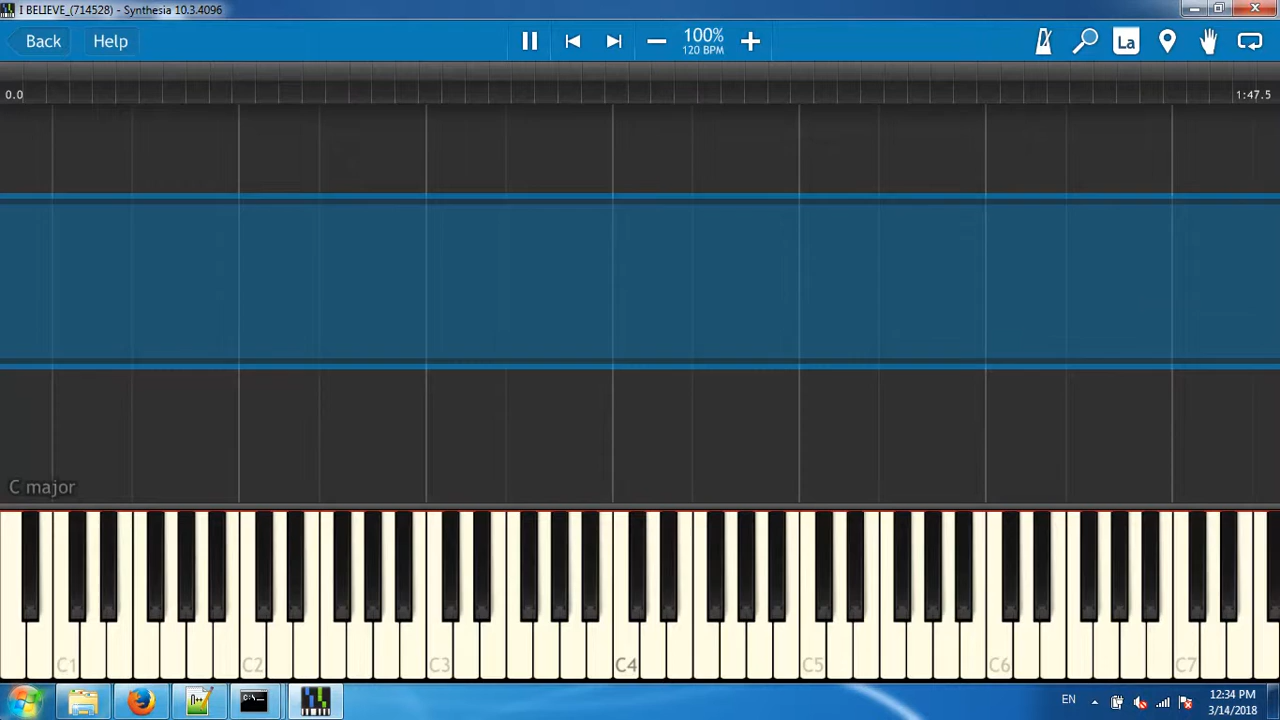 I BELIEVE_(714528) - Synthesia 10.3.4096
Back
Help
100%
120 BPM
La
0.0
1:47.5
C major
C1
C2
C3
C4
C5
C6
C7
EN
12:34 PM
3/14/2018